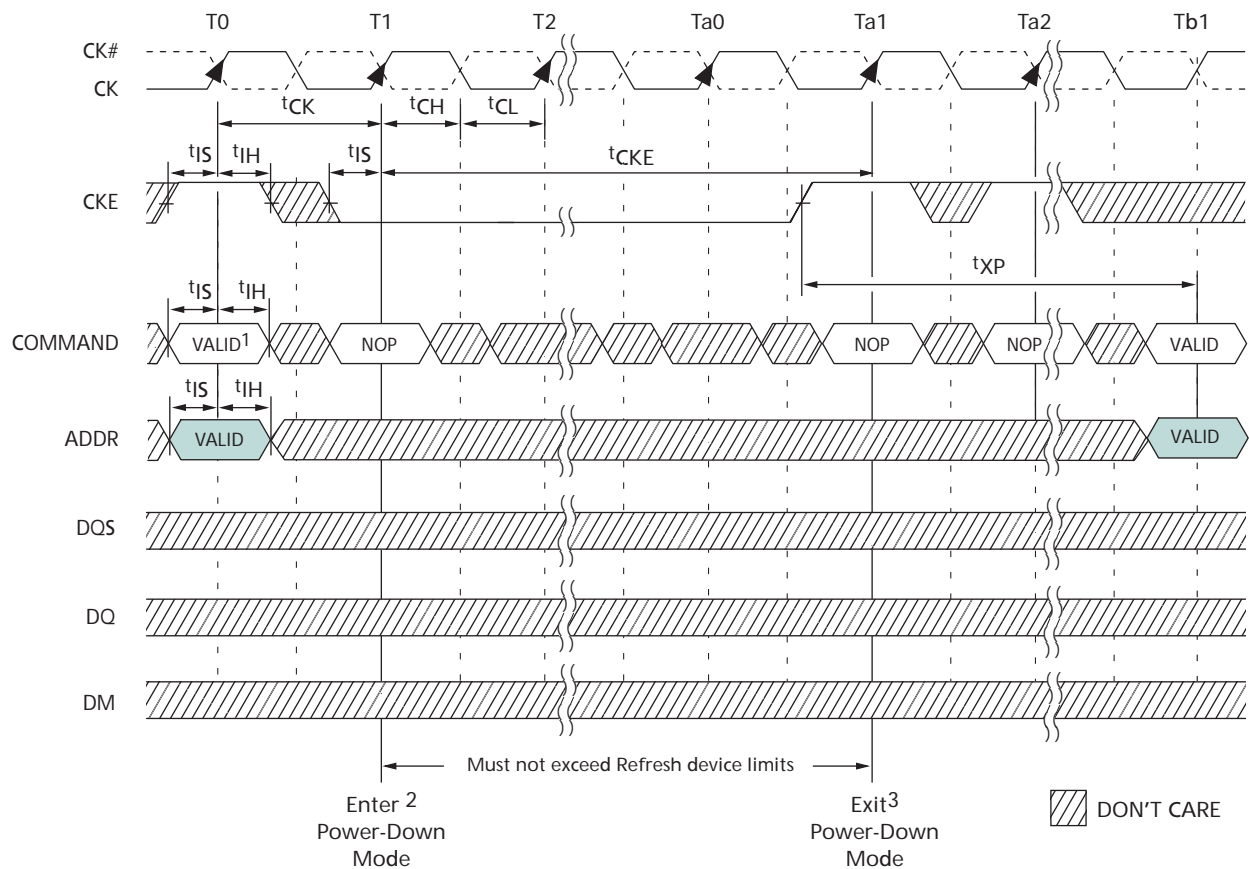 T0 T1 T2 Ta0 Ta1 Ta2 Tb1
CK#
CK
tCK tCH tCL
tIS tIH tIS tCKE
CKE
tXP
tIS tIH
COMMAND VALID1 NOP NOP NOP VALID
tIS tIH
ADDR VALID VALID
DQS
DQ
DM
Must not exceed Refresh device limits
Enter 2 Exit3
Power-Down Power-Down
Mode Mode
DON'T CARE